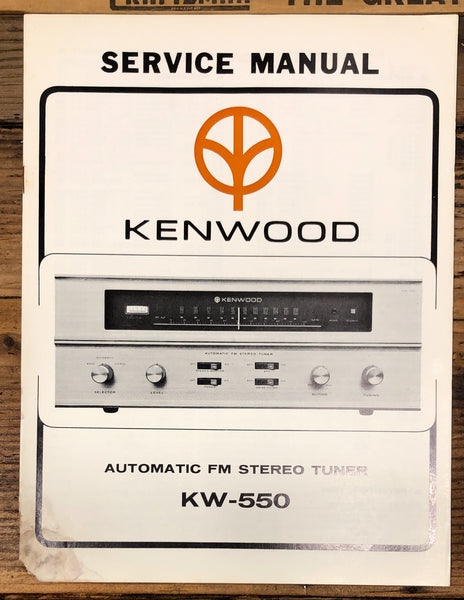 THE GREAT
SERVICE MANUAL
KENWOOD
KENWOOD
AUTOMATIC FM STEREO TUNER
SELECTOR
LEVEL
MUTING
TUNING
AUTOMATIC FM STEREO TUNER
KW-550